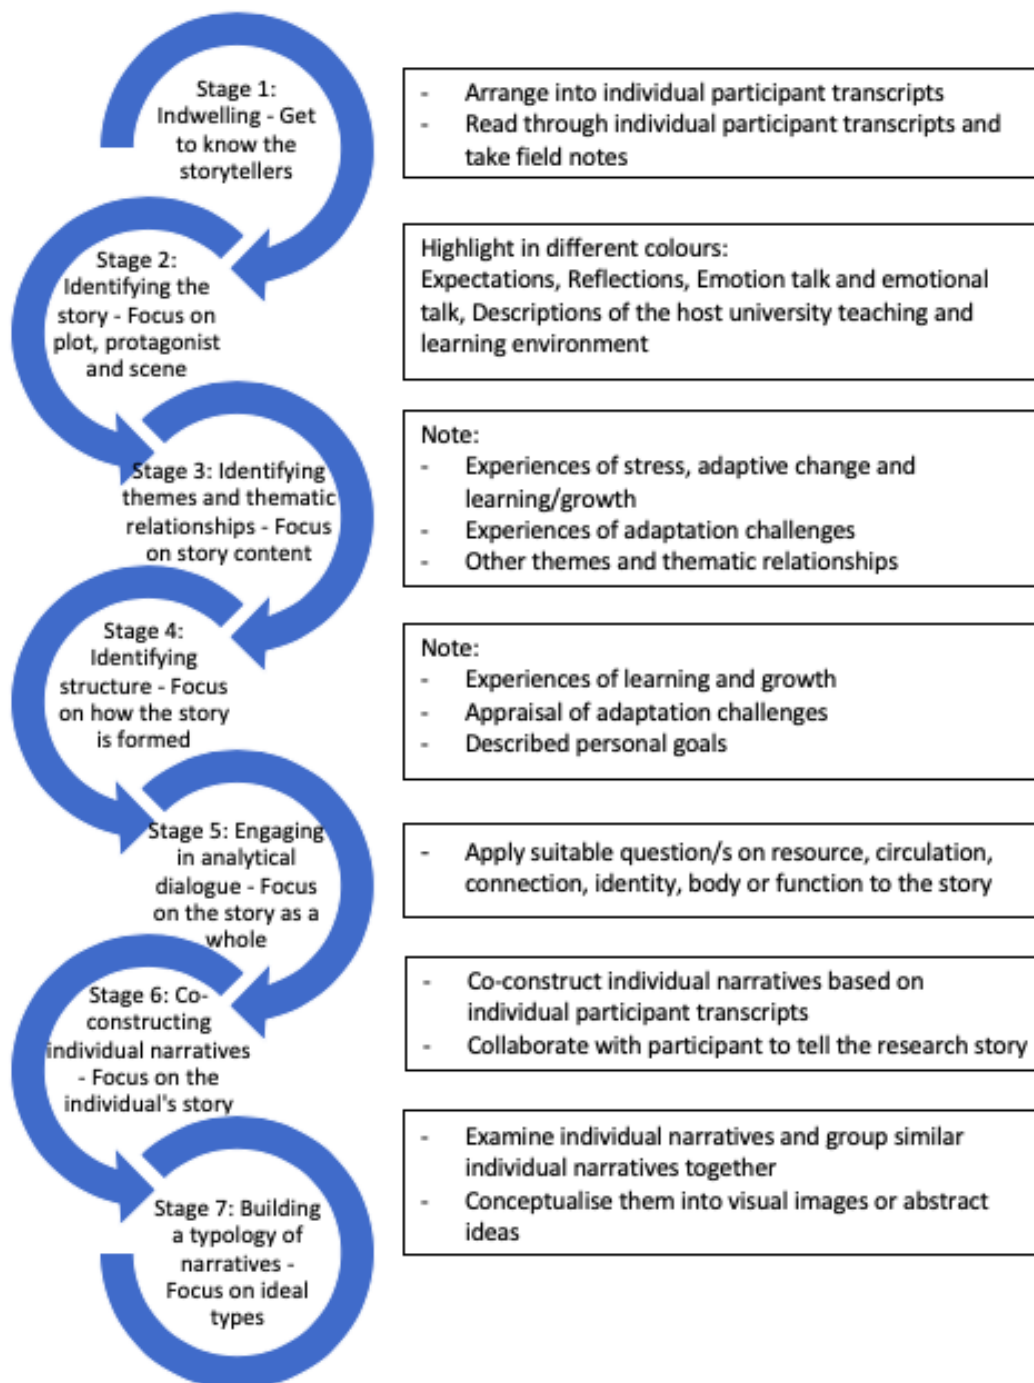 Stage 1:
Indwelling - Get
to know the
storytellers
- Arrange into individual participant transcripts
- Read through individual participant transcripts and
take field notes
Stage 2:
Identifying the
story - Focus on
plot, protagonist
and scene
Highlight in different colours:
Expectations, Reflections, Emotion talk and emotional
talk, Descriptions of the host university teaching and
learning environment
Stage 3: Identifying
themes and thematic
relationships - Focus
on story content
Note:
- Experiences of stress, adaptive change and
learning/growth
- Experiences of adaptation challenges
- Other themes and thematic relationships
Stage 4:
Identifying
structure - Focus
on how the story
is formed
Note:
- Experiences of learning and growth
- Appraisal of adaptation challenges
- Described personal goals
Stage 5: Engaging
in analytical
dialogue - Focus
on the story as a
whole
- Apply suitable question/s on resource, circulation,
connection, identity, body or function to the story
Stage 6: Co-
constructing
individual narratives
- Focus on the
individual's story
- Co-construct individual narratives based on
individual participant transcripts
- Collaborate with participant to tell the research story
Stage 7: Building
a typology of
narratives -
Focus on ideal
types
- Examine individual narratives and group similar
individual narratives together
- Conceptualise them into visual images or abstract
ideas